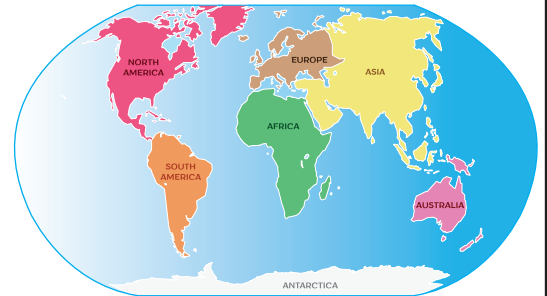 NORTH
AMERICA
EUROPE
ASIA
AFRICA
SOUTH
AMERICA
AUSTRALIA
ANTARCTICA